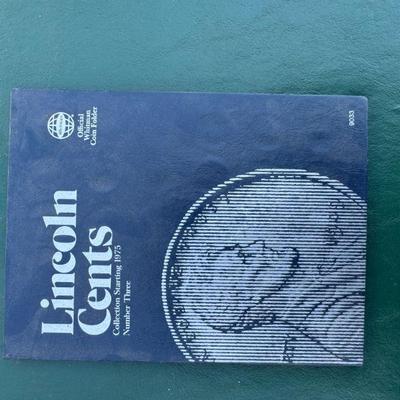 Official
Whitman
Coin Folder
Lincoln
Cents
Collection Starting 1975
Number Three
9033